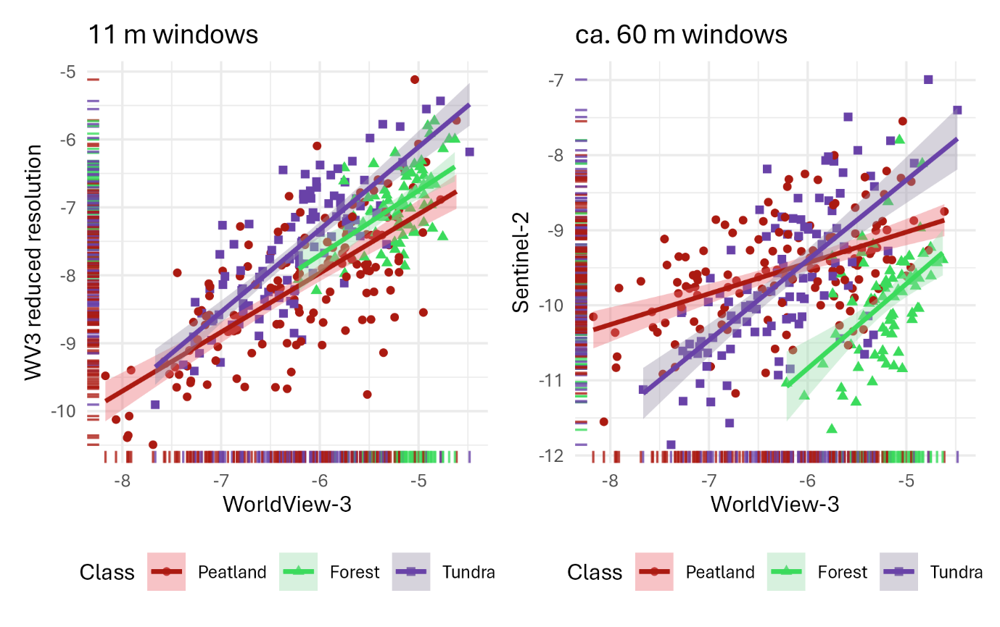 11 m windows
ca. 60 m windows
-5
-6
-7
-8
-9
-10
WV3 reduced resolution
-8
-7
-6
-5
WorldView-3
-7
-8
-9
-10
-11
-12
Sentinel-2
-8
-7
-6
-5
WorldView-3
Class Peatland Forest Tundra
Class Peatland Forest Tundra